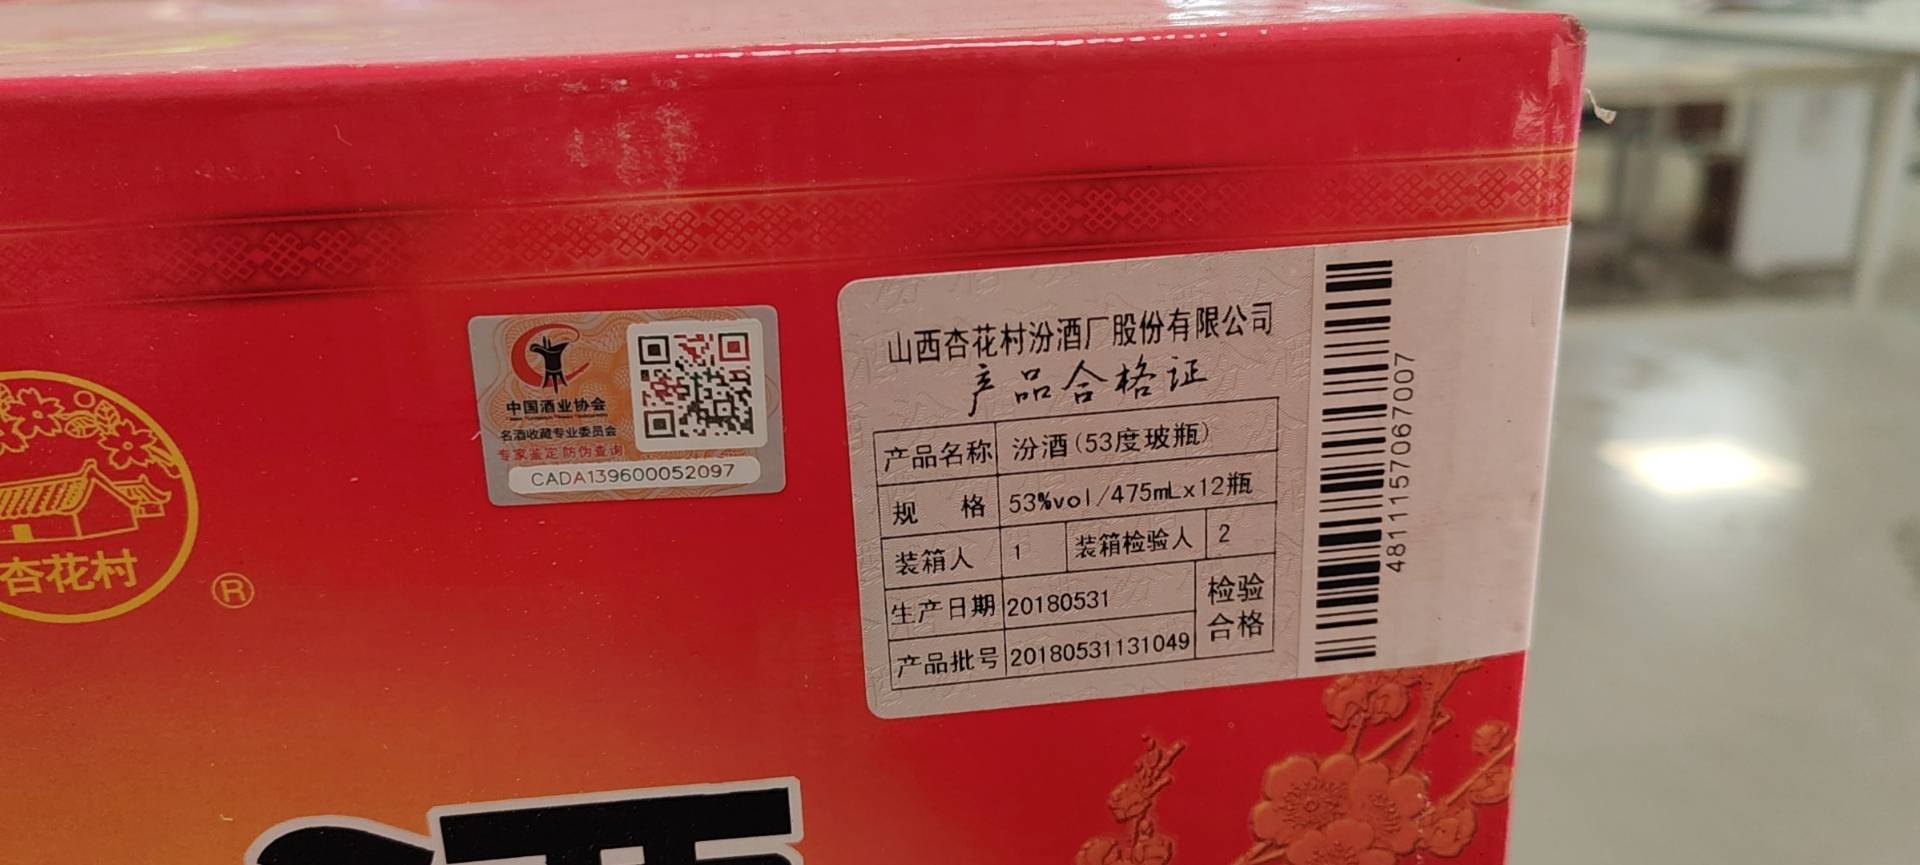 中国酒业协会
名酒收藏专业委员会
专家鉴定 防伪查询
CADA139600052097
杏花村
®
山西杏花村汾酒厂股份有限公司
产品合格证
产品名称 汾酒(53度玻瓶)
规 格 53%vol/475mLx12瓶
装箱人 1 装箱检验人 2
生产日期 20180531
检验合格
产品批号 20180531131049
4811157067007